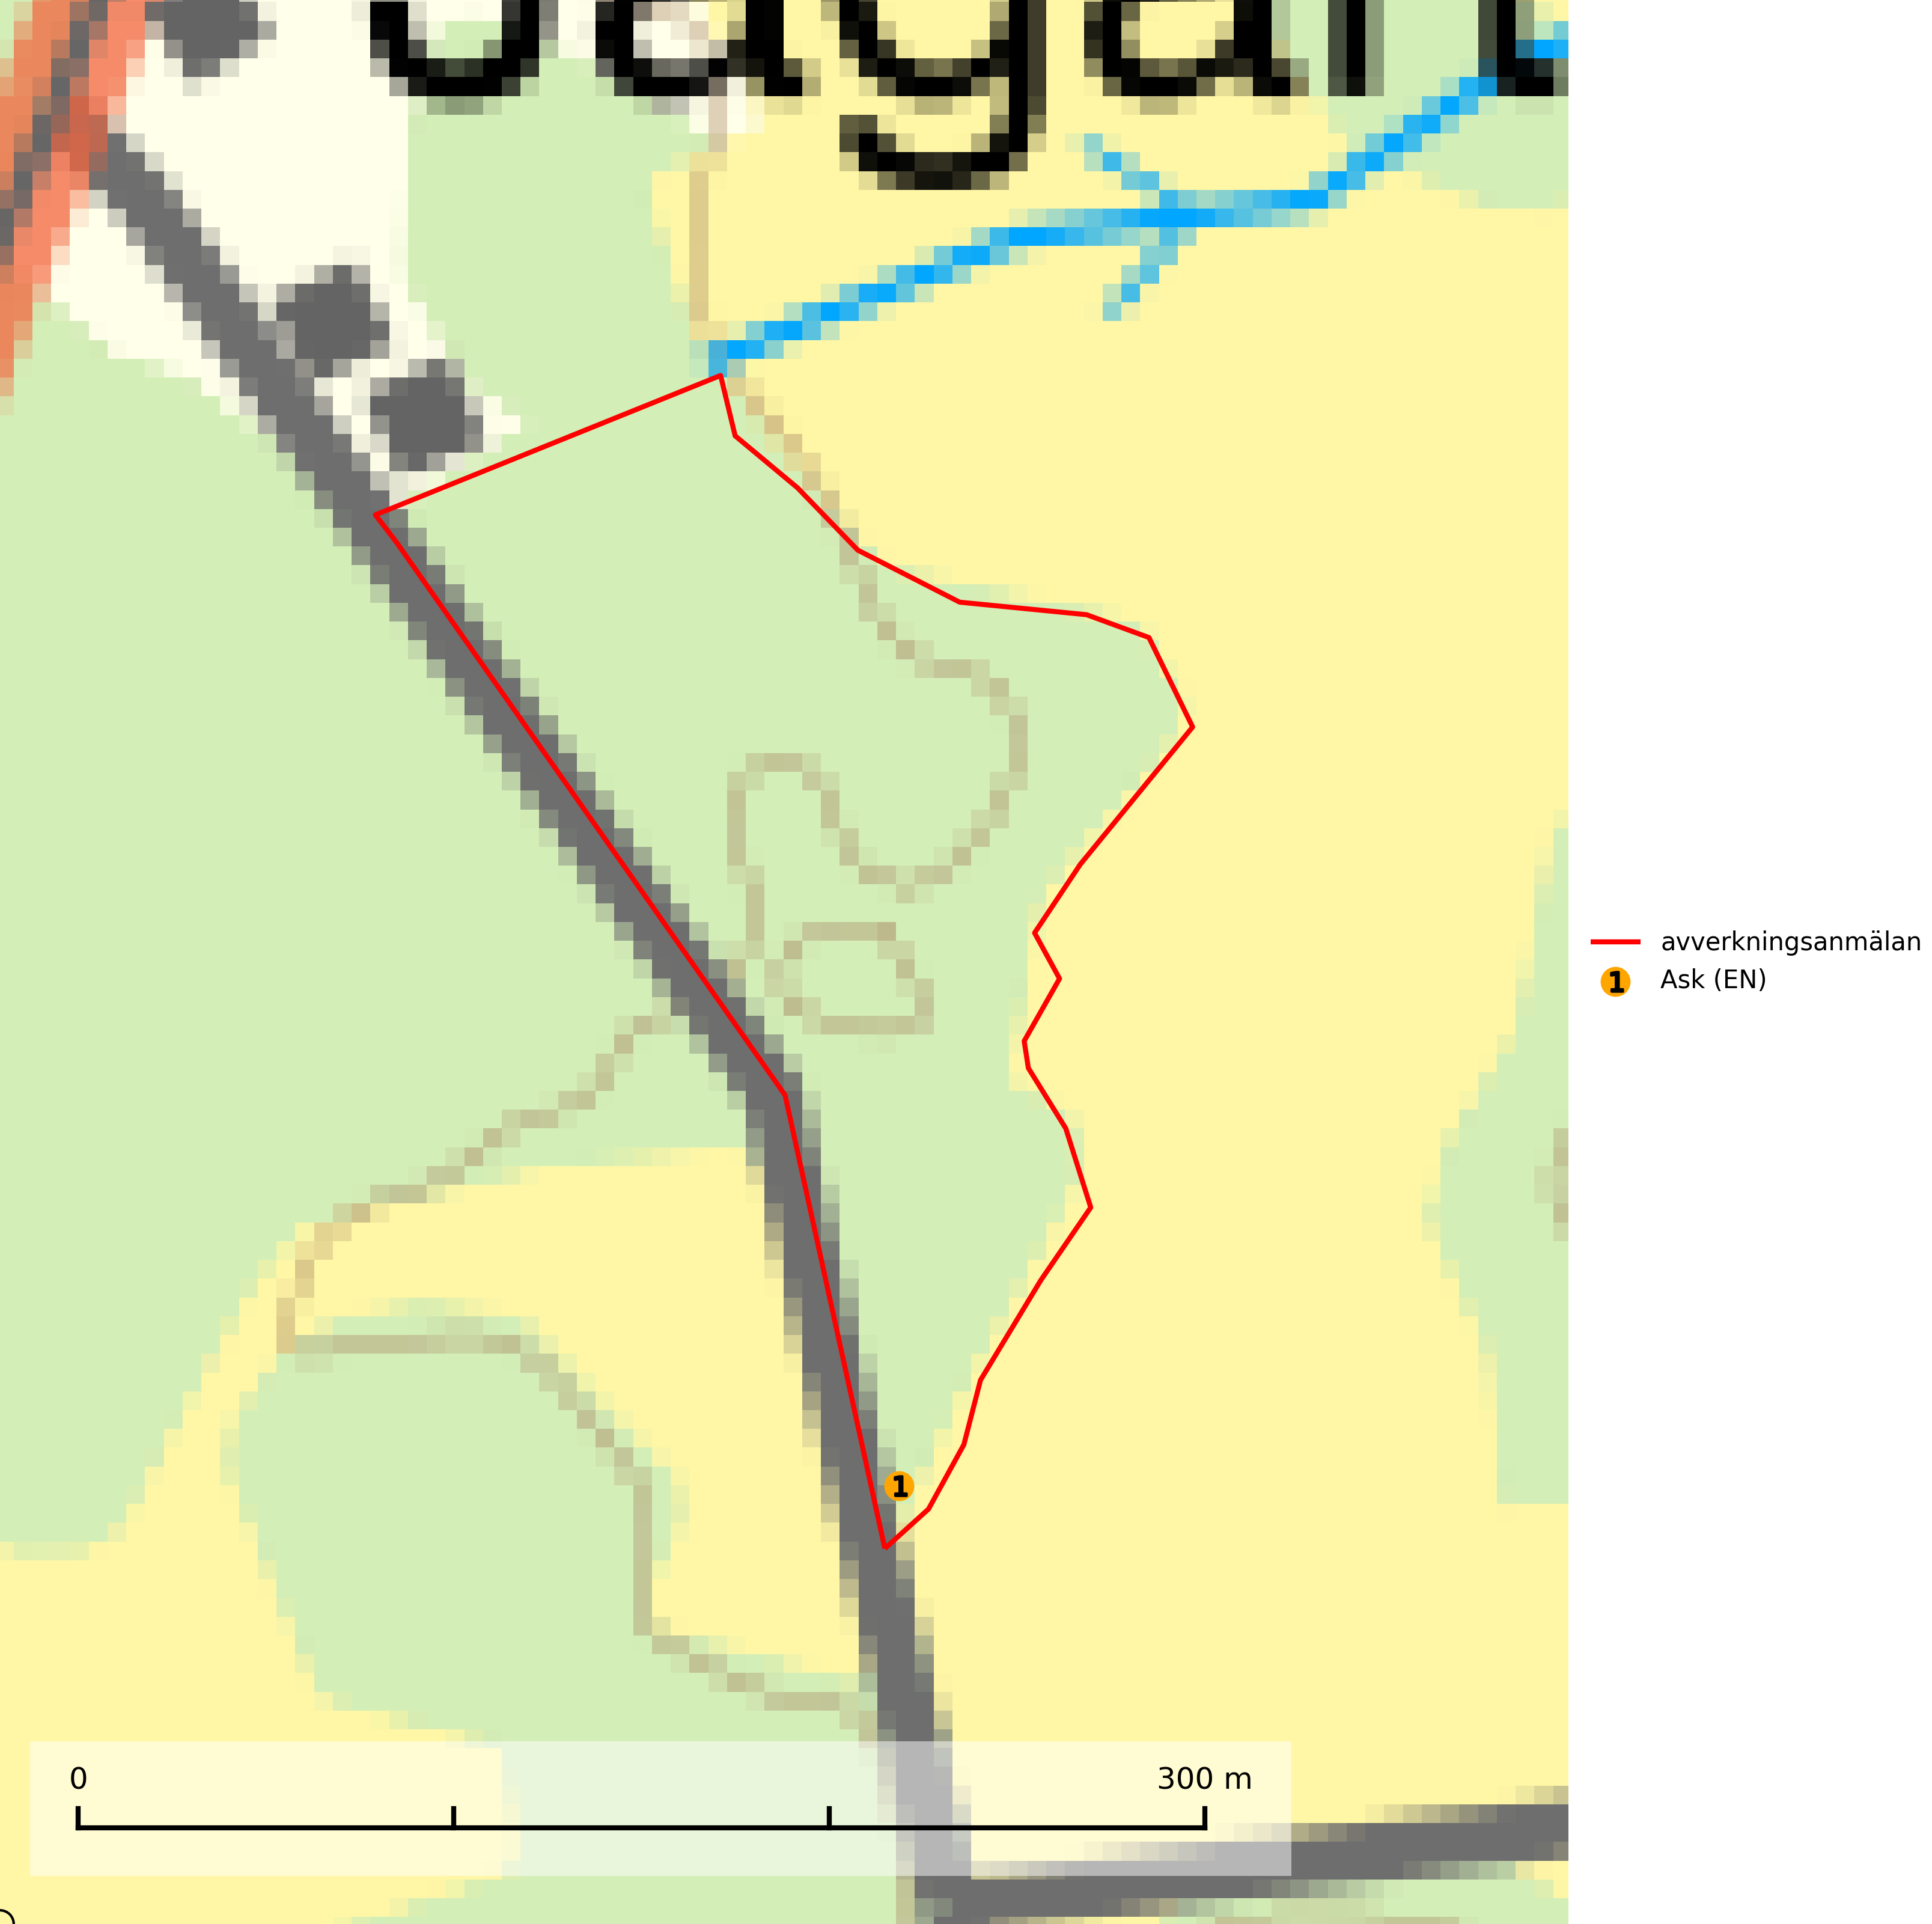 avverkningsanmälan
1 Ask (EN)
1
0 300 m